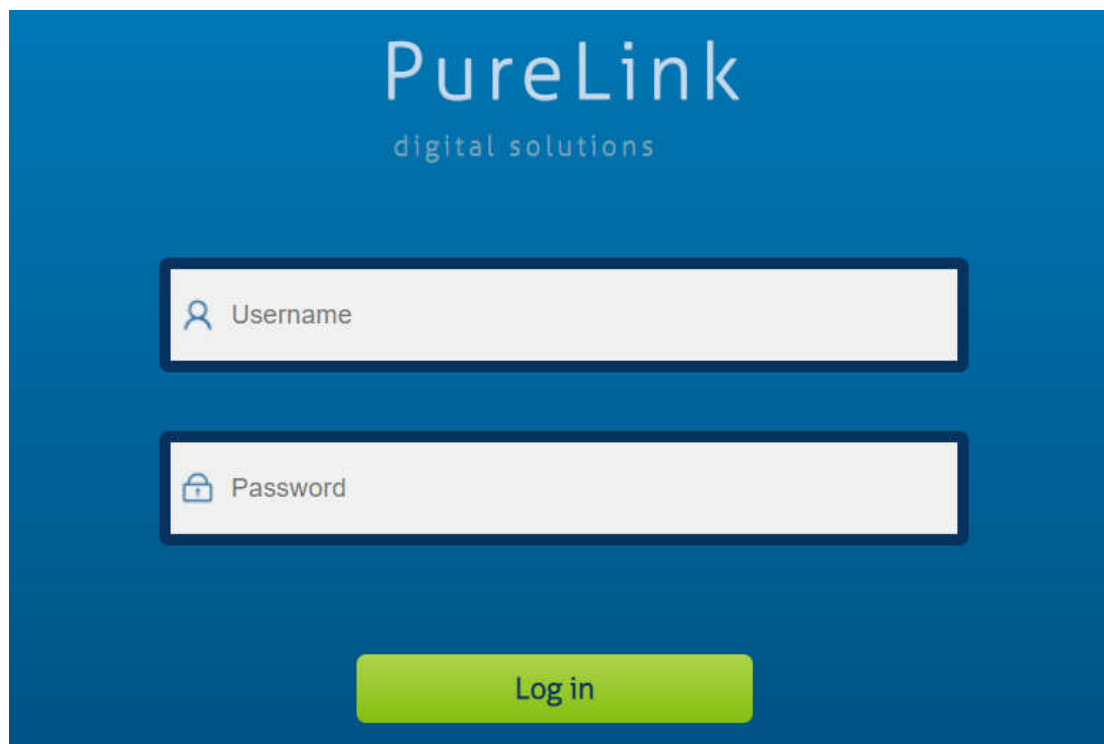 PureLink
digital solutions
Username
Password
Log in